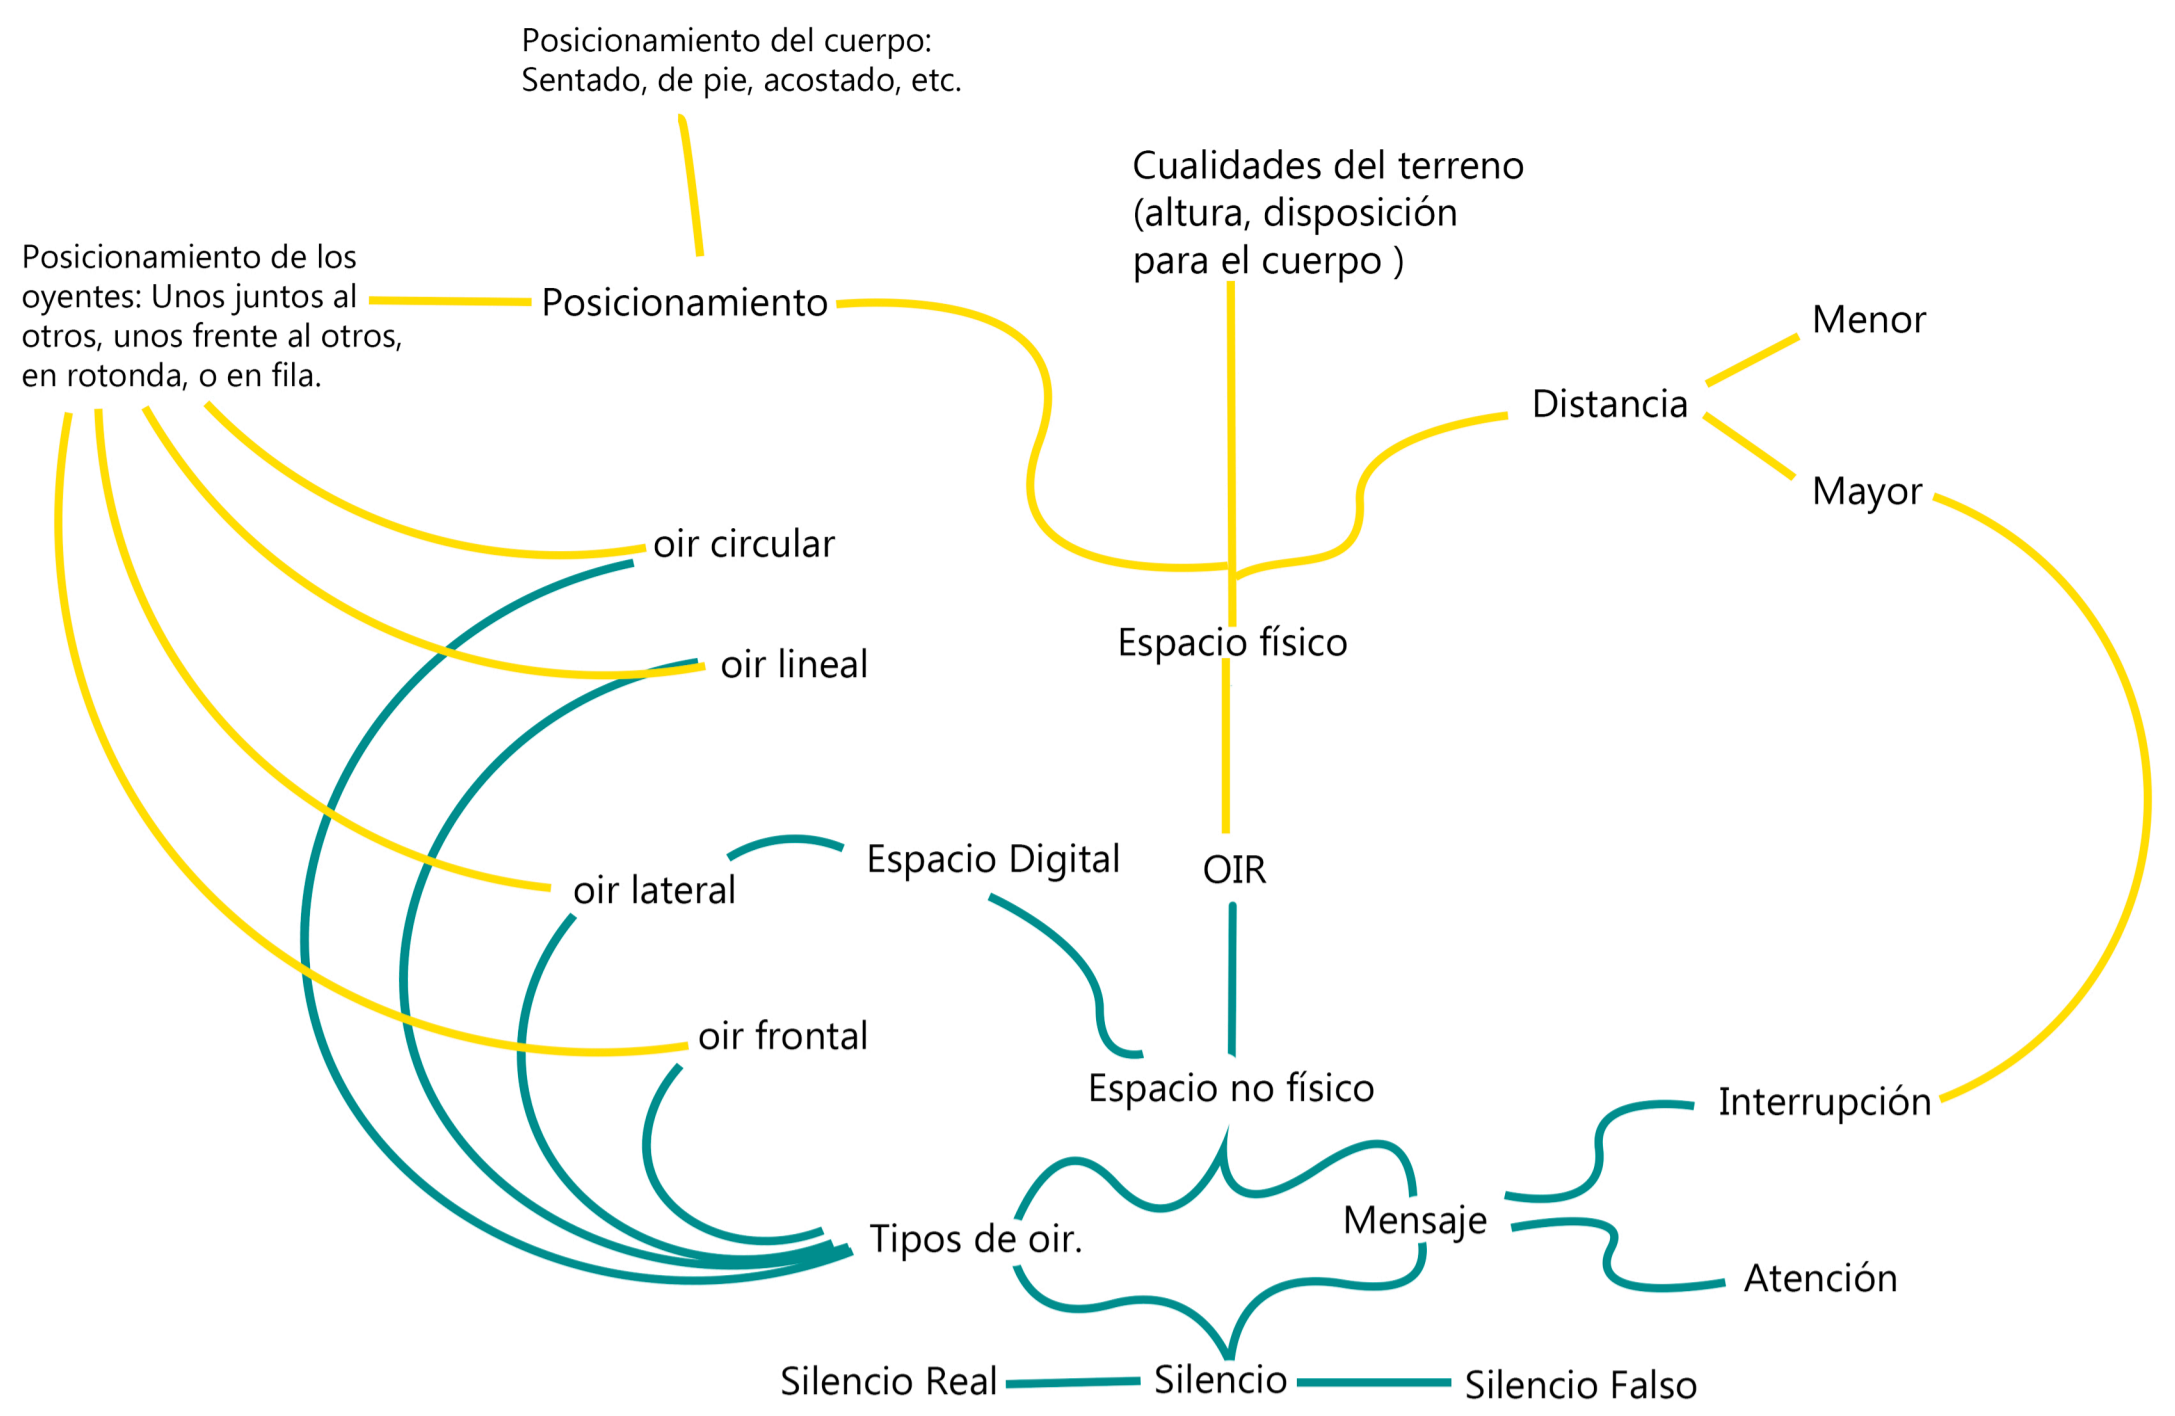 Posicionamiento del cuerpo:
Sentado, de pie, acostado, etc.
Cualidades del terreno
(altura, disposición
para el cuerpo )
Posicionamiento de los
oyentes: Unos juntos al
otros, unos frente al otros,
en rotonda, o en fila.
Posicionamiento
Menor
Distancia
Mayor
oir circular
Espacio físico
oir lineal
Espacio Digital
OIR
oir lateral
oir frontal
Espacio no físico
Interrupción
Mensaje
Tipos de oir.
Atención
Silencio Real
Silencio
Silencio Falso